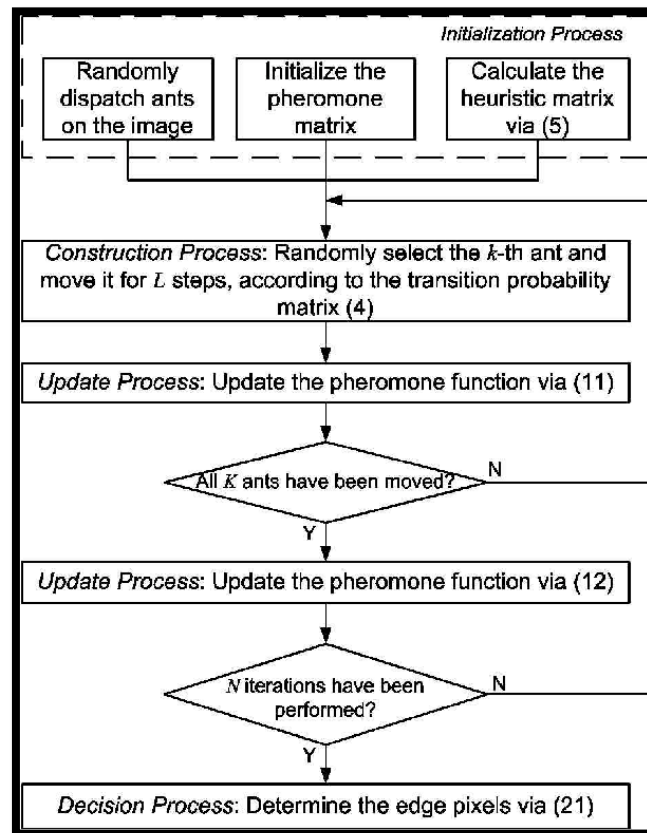 Initialization Process
Randomly
dispatch ants
on the image
Initialize the
pheromone
matrix
Calculate the
heuristic matrix
via (5)
Construction Process: Randomly select the k-th ant and
move it for L steps, according to the transition probability
matrix (4)
Update Process: Update the pheromone function via (11)
All K ants have been moved?
N
Y
Update Process: Update the pheromone function via (12)
N iterations have been
performed?
N
Y
Decision Process: Determine the edge pixels via (21)